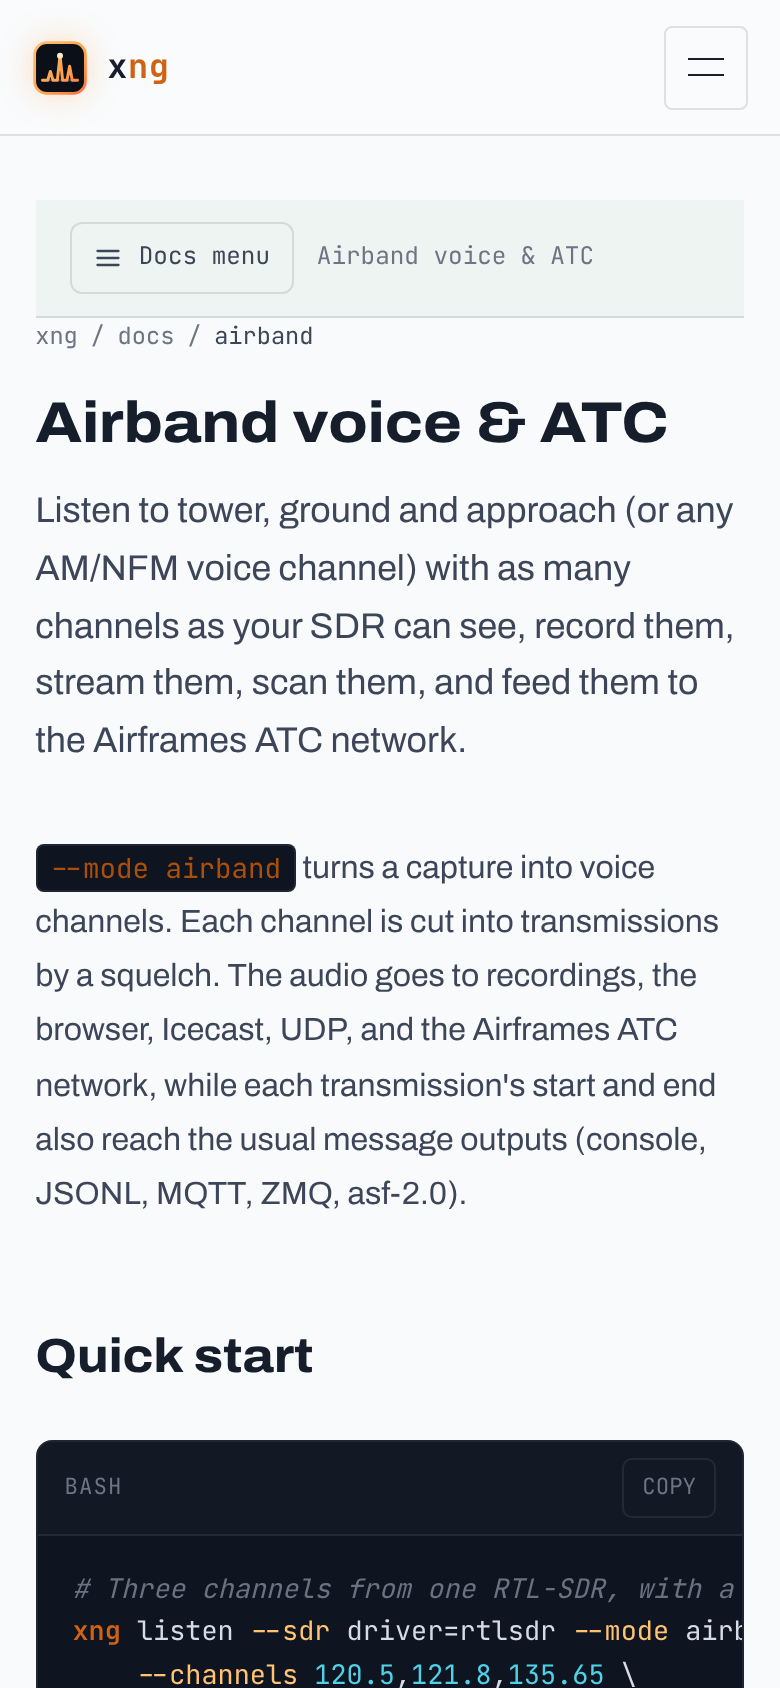 xng
Docs menu
Airband voice & ATC
xng / docs / airband
Airband voice & ATC
Listen to tower, ground and approach (or any
AM/NFM voice channel) with as many
channels as your SDR can see, record them,
stream them, scan them, and feed them to
the Airframes ATC network.
--mode airband turns a capture into voice
channels. Each channel is cut into transmissions
by a squelch. The audio goes to recordings, the
browser, Icecast, UDP, and the Airframes ATC
network, while each transmission's start and end
also reach the usual message outputs (console,
JSONL, MQTT, ZMQ, asf-2.0).
Quick start
BASH
COPY
# Three channels from one RTL-SDR, with a
xng listen --sdr driver=rtlsdr --mode airb
--channels 120.5,121.8,135.65 \